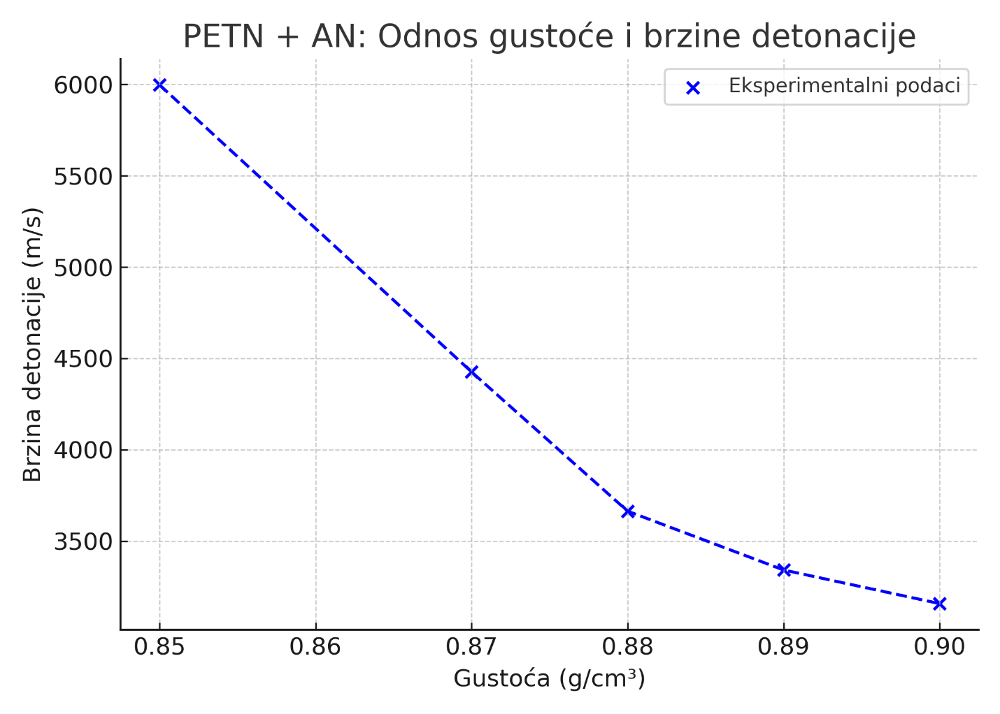 PETN + AN: Odnos gustoće i brzine detonacije
Eksperimentalni podaci
Brzina detonacije (m/s)
6000
5500
5000
4500
4000
3500
0.85 0.86 0.87 0.88 0.89 0.90
Gustoća (g/cm³)